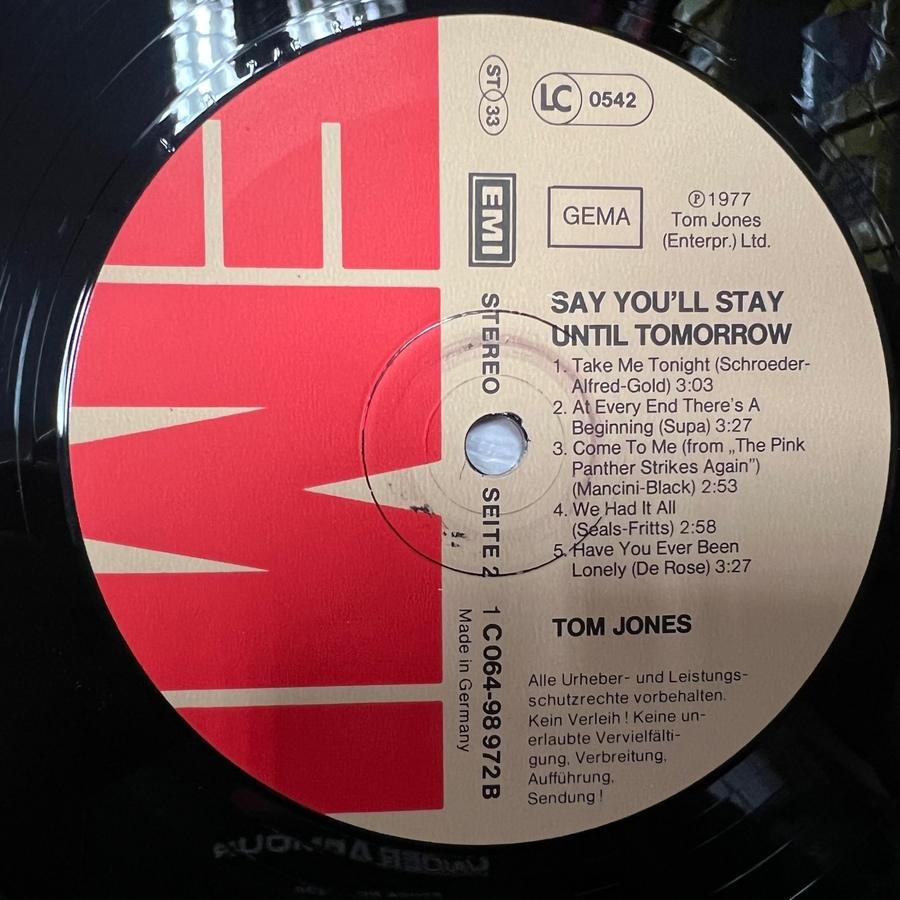 ST 33
LC 0542
EMI
GEMA
℗ 1977
Tom Jones
(Enterpr.) Ltd.
STEREO
SEITE 2
1 C 064-98 972 B
Made in Germany
SAY YOU'LL STAY
UNTIL TOMORROW
1. Take Me Tonight (Schroeder-
Alfred-Gold) 3:03
2. At Every End There's A
Beginning (Supa) 3:27
3. Come To Me (from „The Pink
Panther Strikes Again")
(Mancini-Black) 2:53
4. We Had It All
(Seals-Fritts) 2:58
5. Have You Ever Been
Lonely (De Rose) 3:27
TOM JONES
Alle Urheber- und Leistungs-
schutzrechte vorbehalten.
Kein Verleih! Keine un-
erlaubte Vervielfälti-
gung, Verbreitung,
Aufführung,
Sendung!
UNDER ARMOUR